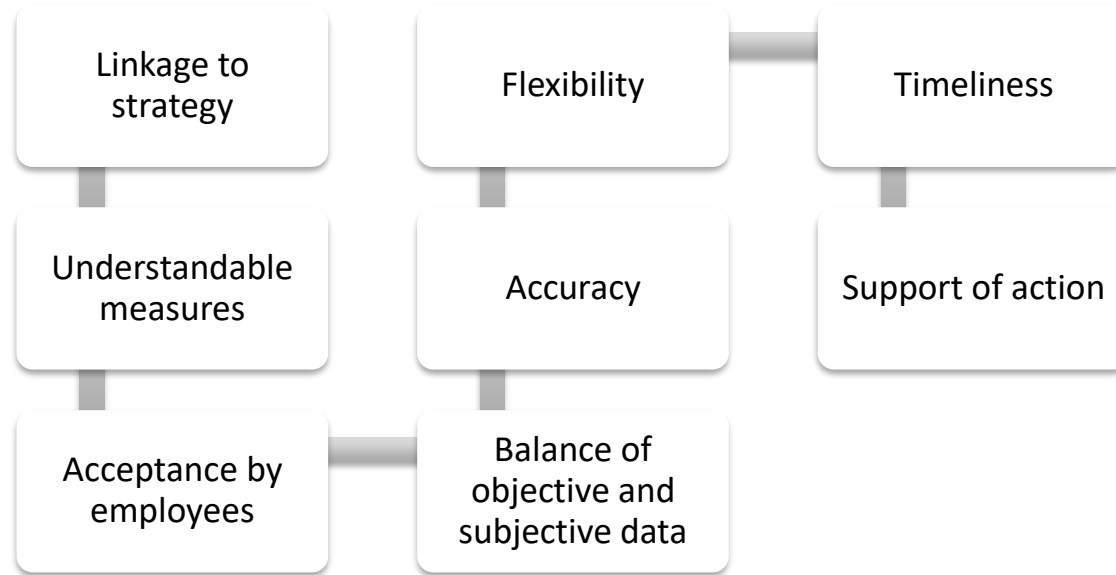 Linkage to
strategy
Understandable
measures
Acceptance by
employees
Balance of
objective and
subjective data
Accuracy
Flexibility
Timeliness
Support of action